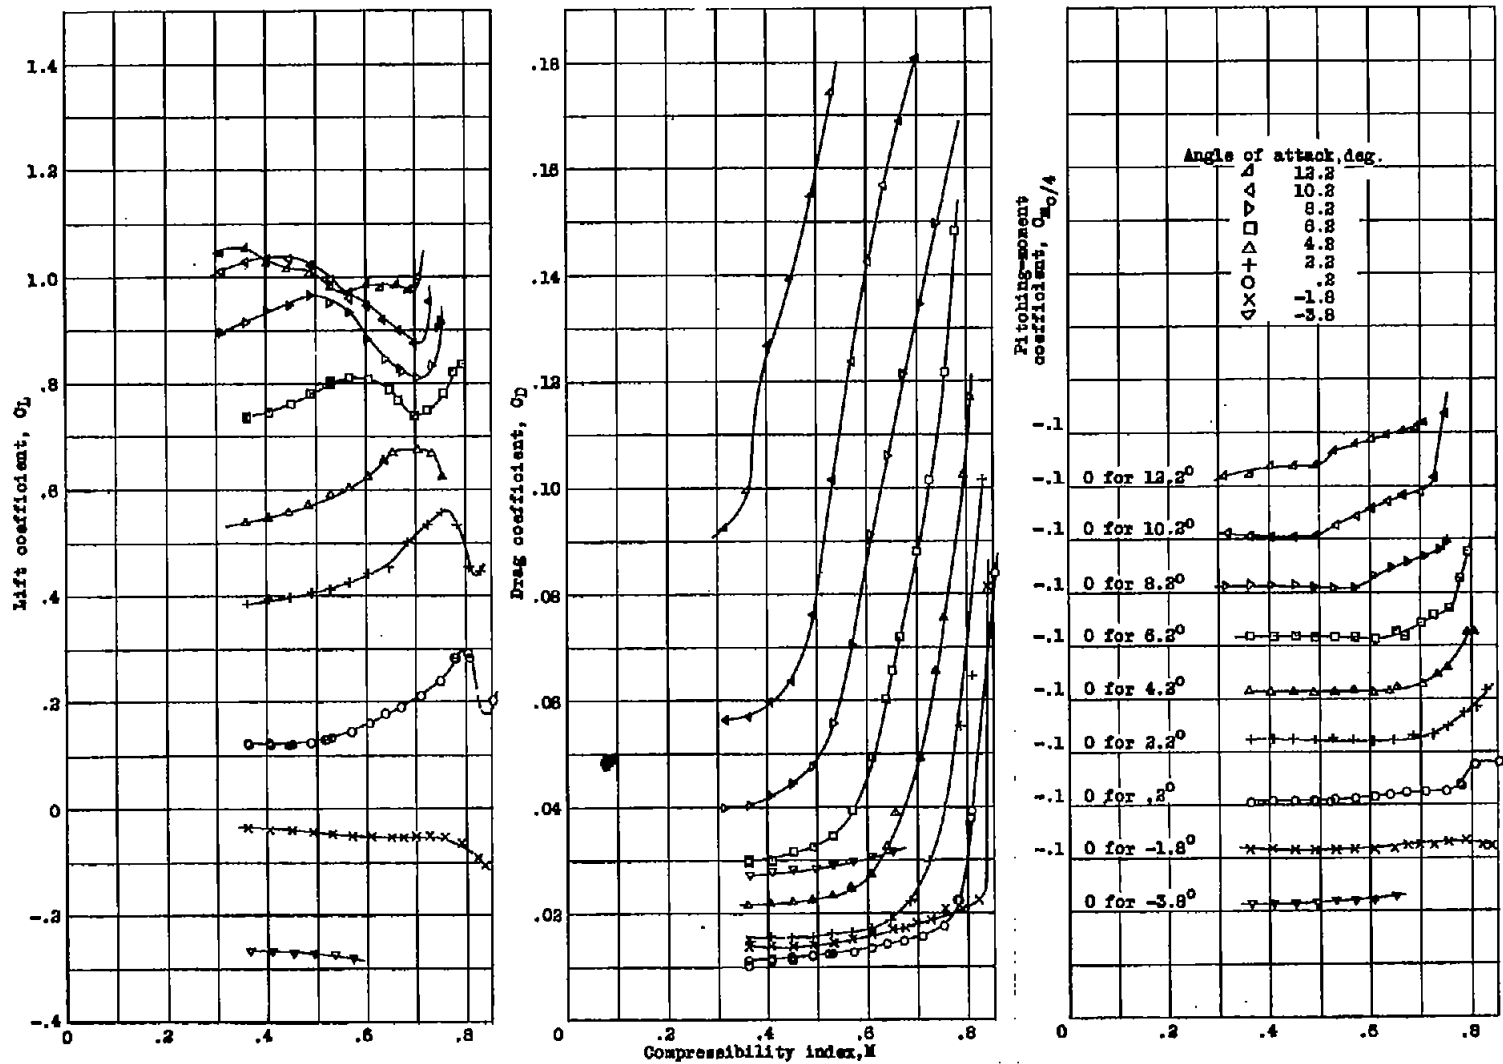 Lift coefficient, CL
1.4
1.2
1.0
.8
.6
.4
.2
0
-.2
-.4
0 .2 .4 .6 .8
Drag coefficient, CD
.18
.16
.14
.12
.10
.08
.06
.04
.02
0 .2 .4 .6 .8
Compressibility index, M
Pitching-moment
coefficient, Cmc/4
Angle of attack, deg.
12.2
10.2
8.2
6.2
4.2
2.2
.2
-1.8
-3.8
-.1
-.1 0 for 12.2°
-.1 0 for 10.2°
-.1 0 for 8.2°
-.1 0 for 6.2°
-.1 0 for 4.2°
-.1 0 for 2.2°
-.1 0 for .2°
-.1 0 for -1.8°
0 for -3.8°
0 .2 .4 .6 .8